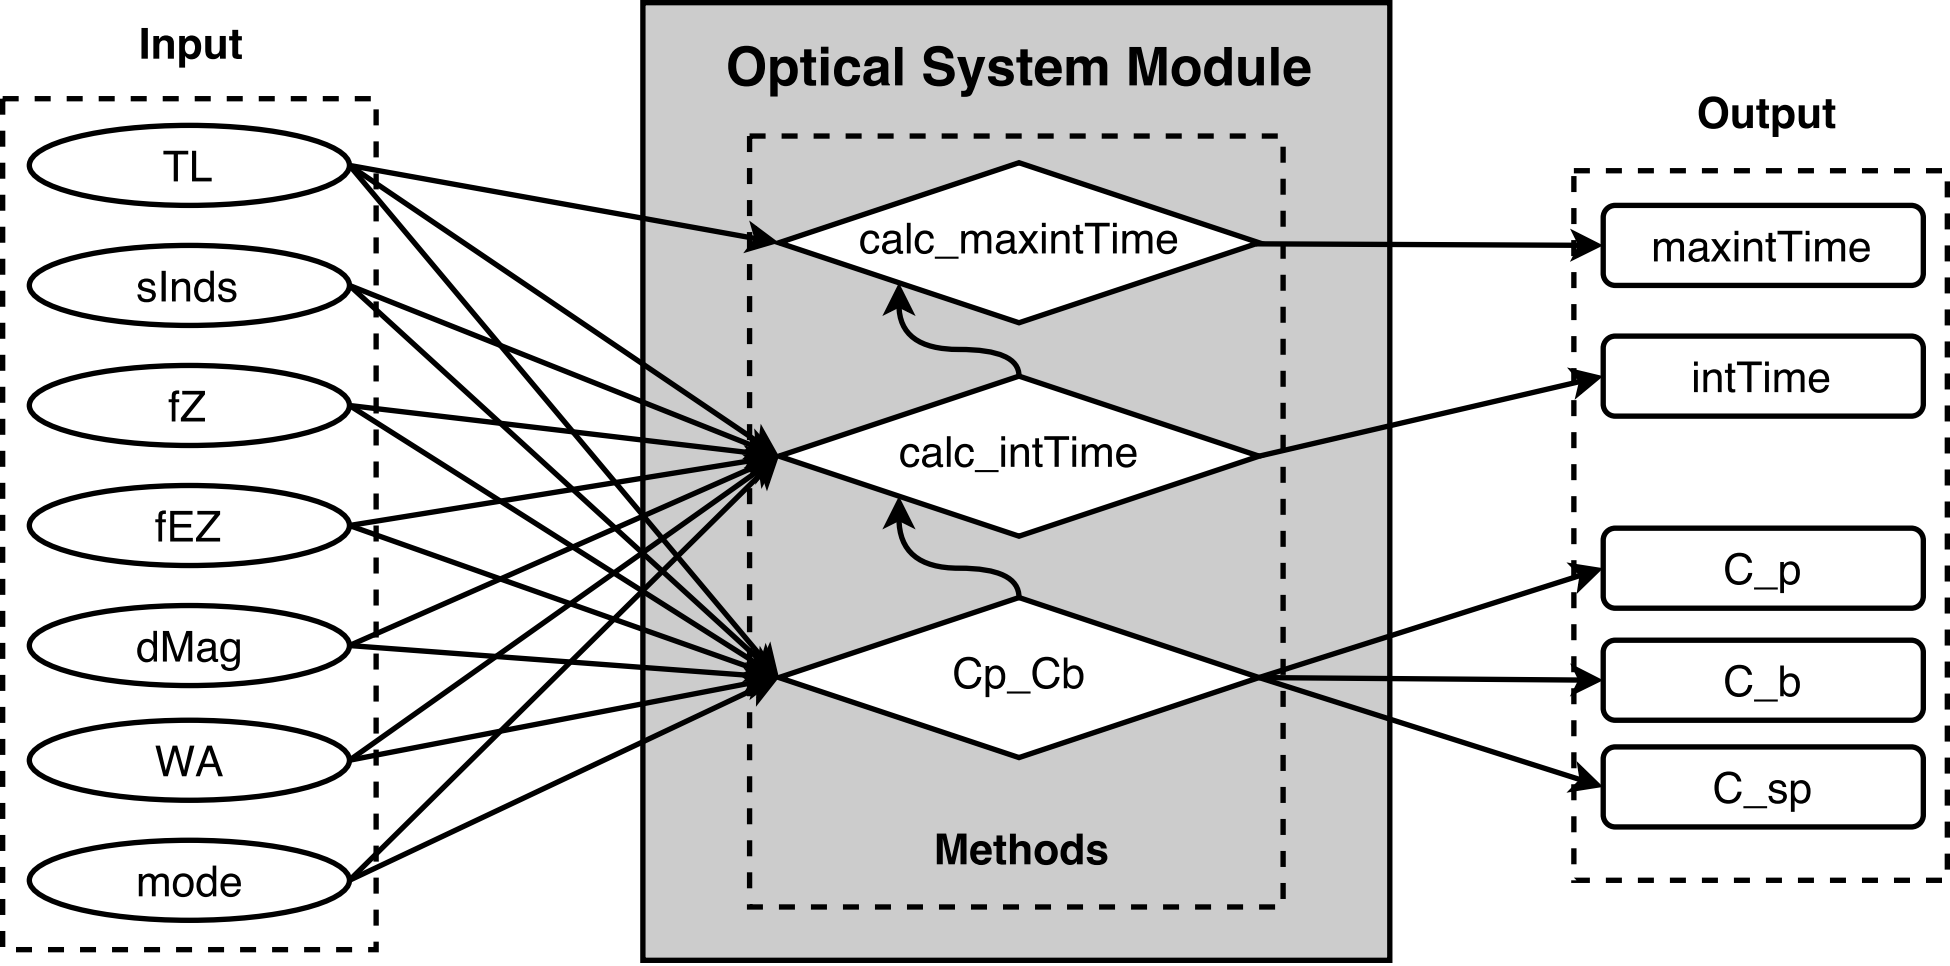 Input
TL
sInds
fZ
fEZ
dMag
WA
mode
Optical System Module
calc_maxintTime
calc_intTime
Cp_Cb
Methods
Output
maxintTime
intTime
C_p
C_b
C_sp